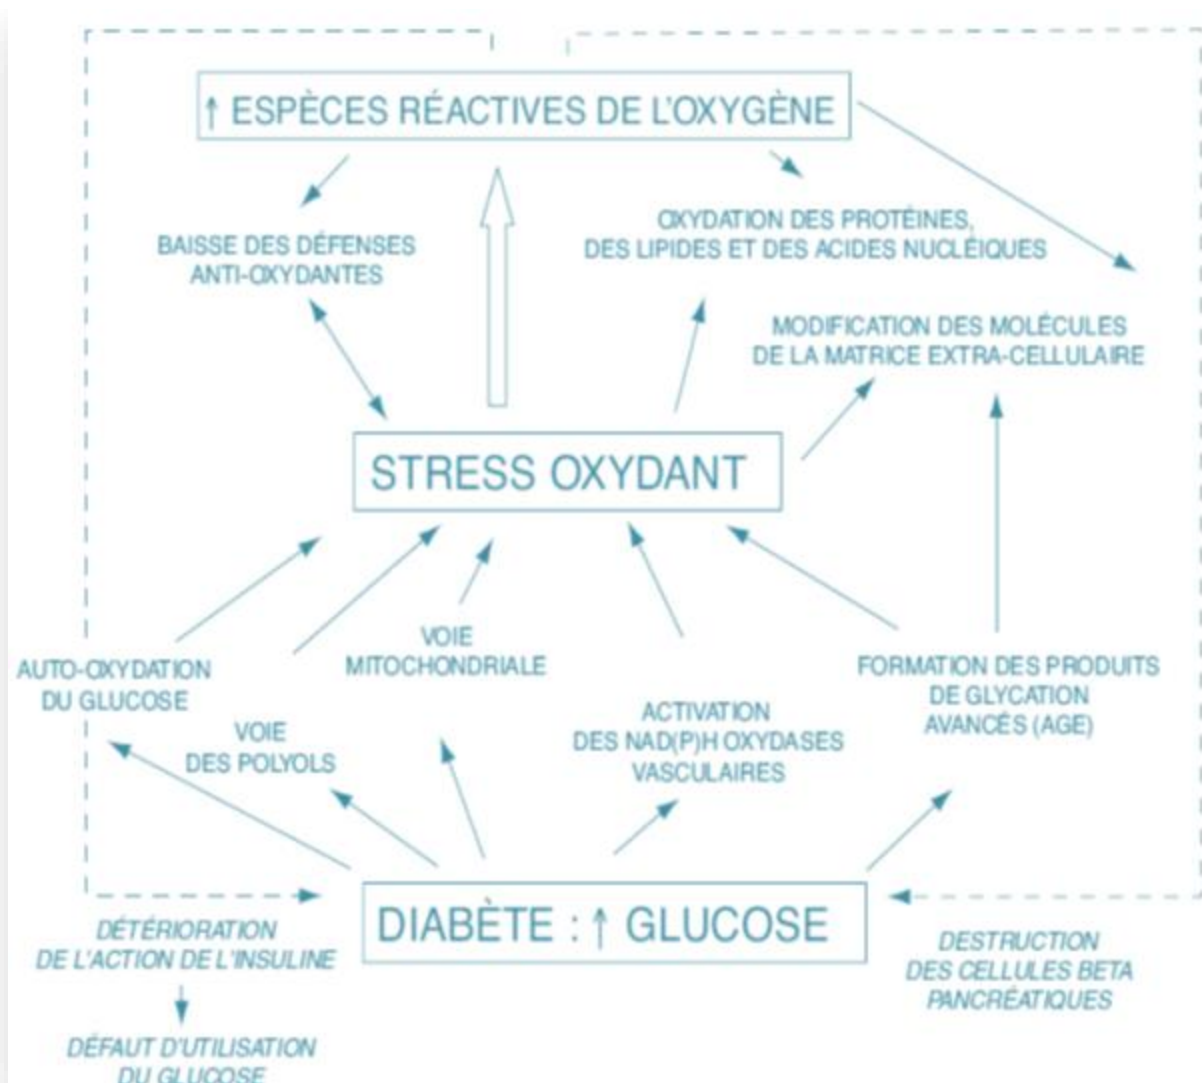 ↑ ESPÈCES RÉACTIVES DE L'OXYGÈNE
BAISSE DES DÉFENSES
ANTI-OXYDANTES
OXYDATION DES PROTÉINES,
DES LIPIDES ET DES ACIDES NUCLÉIQUES
MODIFICATION DES MOLÉCULES
DE LA MATRICE EXTRA-CELLULAIRE
STRESS OXYDANT
AUTO-OXYDATION
DU GLUCOSE
VOIE
DES POLYOLS
VOIE
MITOCHONDRIALE
ACTIVATION
DES NAD(P)H OXYDASES
VASCULAIRES
FORMATION DES PRODUITS
DE GLYCATION
AVANCÉS (AGE)
DIABÈTE : ↑ GLUCOSE
DÉTÉRIORATION
DE L'ACTION DE L'INSULINE
DÉFAUT D'UTILISATION
DU GLUCOSE
DESTRUCTION
DES CELLULES BETA
PANCRÉATIQUES